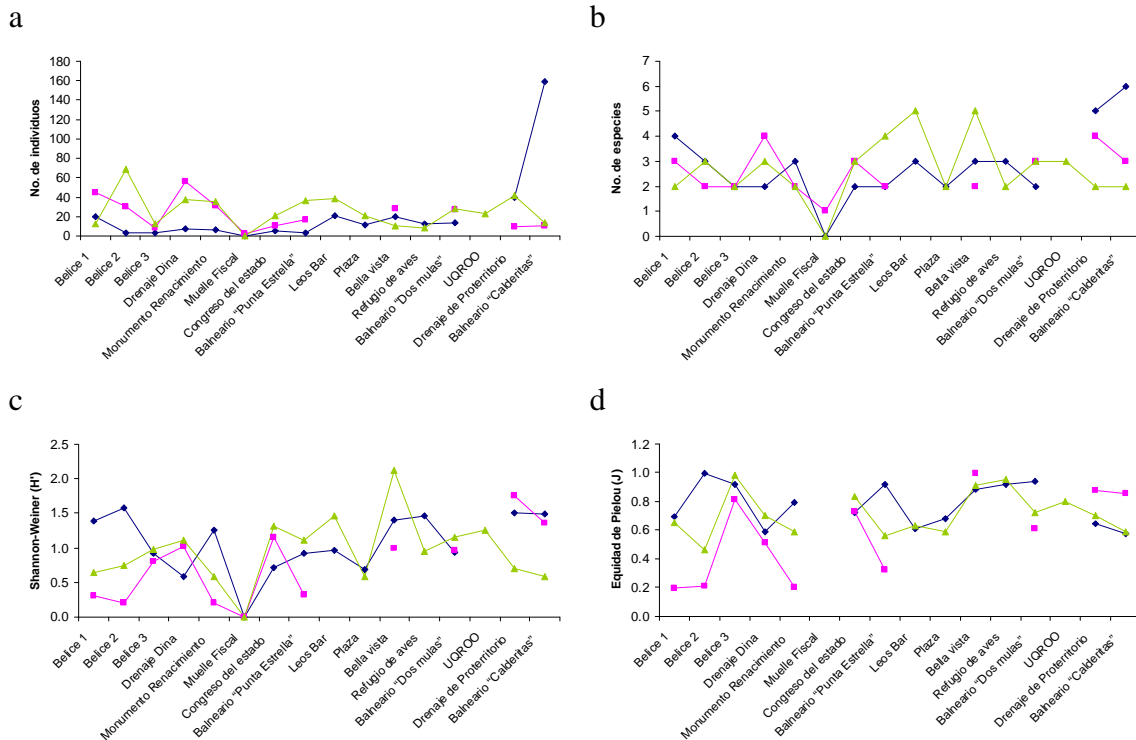 a
No. de individuos
180
160
140
120
100
80
60
40
20
0
Belice 1
Belice 2
Belice 3
Drenaje Dina
Monumento Renacimiento
Muelle Fiscal
Congreso del estado
Balneario "Punta Estrella"
Leos Bar
Plaza
Bella vista
Refugio de aves
Balneario "Dos mulas"
UQROO
Drenaje de Proterritorio
Balneario "Calderitas"
b
No. de especies
7
6
5
4
3
2
1
0
Belice 1
Belice 2
Belice 3
Drenaje Dina
Monumento Renacimiento
Muelle Fiscal
Congreso del estado
Balneario "Punta Estrella"
Leos Bar
Plaza
Bella vista
Refugio de aves
Balneario "Dos mulas"
UQROO
Drenaje de Proterritorio
Balneario "Calderitas"
c
Shannon-Weiner (H')
2.5
2.0
1.5
1.0
0.5
0.0
Belice 1
Belice 2
Belice 3
Drenaje Dina
Monumento Renacimiento
Muelle Fiscal
Congreso del estado
Balneario "Punta Estrella"
Leos Bar
Plaza
Bella vista
Refugio de aves
Balneario "Dos mulas"
UQROO
Drenaje de Proterritorio
Balneario "Calderitas"
d
Equidad de Pielou (J)
1.2
1.0
0.8
0.6
0.4
0.2
0.0
Belice 1
Belice 2
Belice 3
Drenaje Dina
Monumento Renacimiento
Muelle Fiscal
Congreso del estado
Balneario "Punta Estrella"
Leos Bar
Plaza
Bella vista
Refugio de aves
Balneario "Dos mulas"
UQROO
Drenaje de Proterritorio
Balneario "Calderitas"